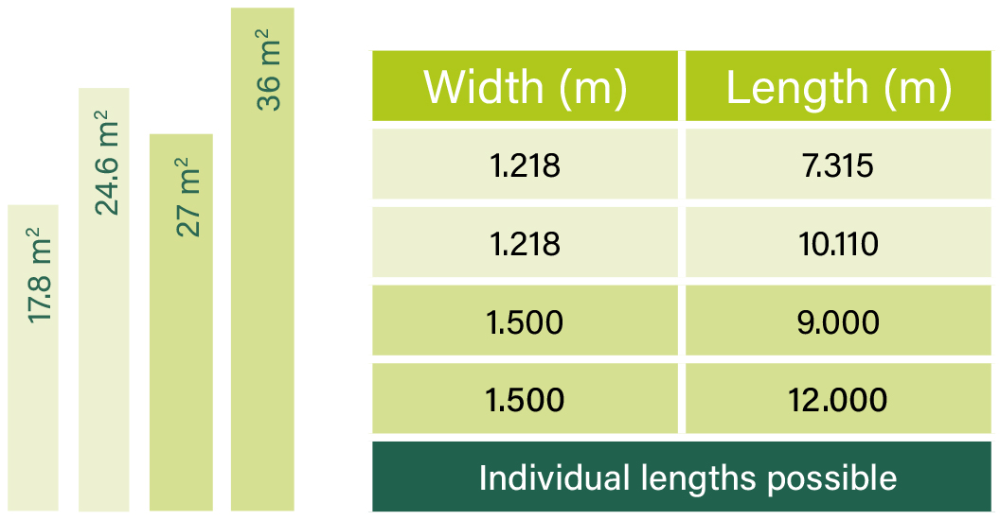 17.8 m²
24.6 m²
27 m²
36 m²
Width (m) Length (m)
1.218 7.315
1.218 10.110
1.500 9.000
1.500 12.000
Individual lengths possible